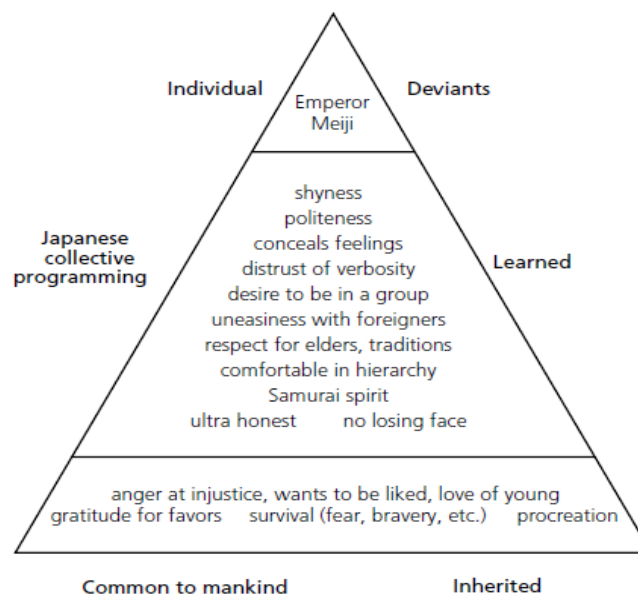 Individual
Deviants
Emperor
Meiji
shyness
politeness
conceals feelings
distrust of verbosity
desire to be in a group
uneasiness with foreigners
respect for elders, traditions
comfortable in hierarchy
Samurai spirit
ultra honest no losing face
Japanese
collective
programming
Learned
anger at injustice, wants to be liked, love of young
gratitude for favors survival (fear, bravery, etc.) procreation
Common to mankind
Inherited